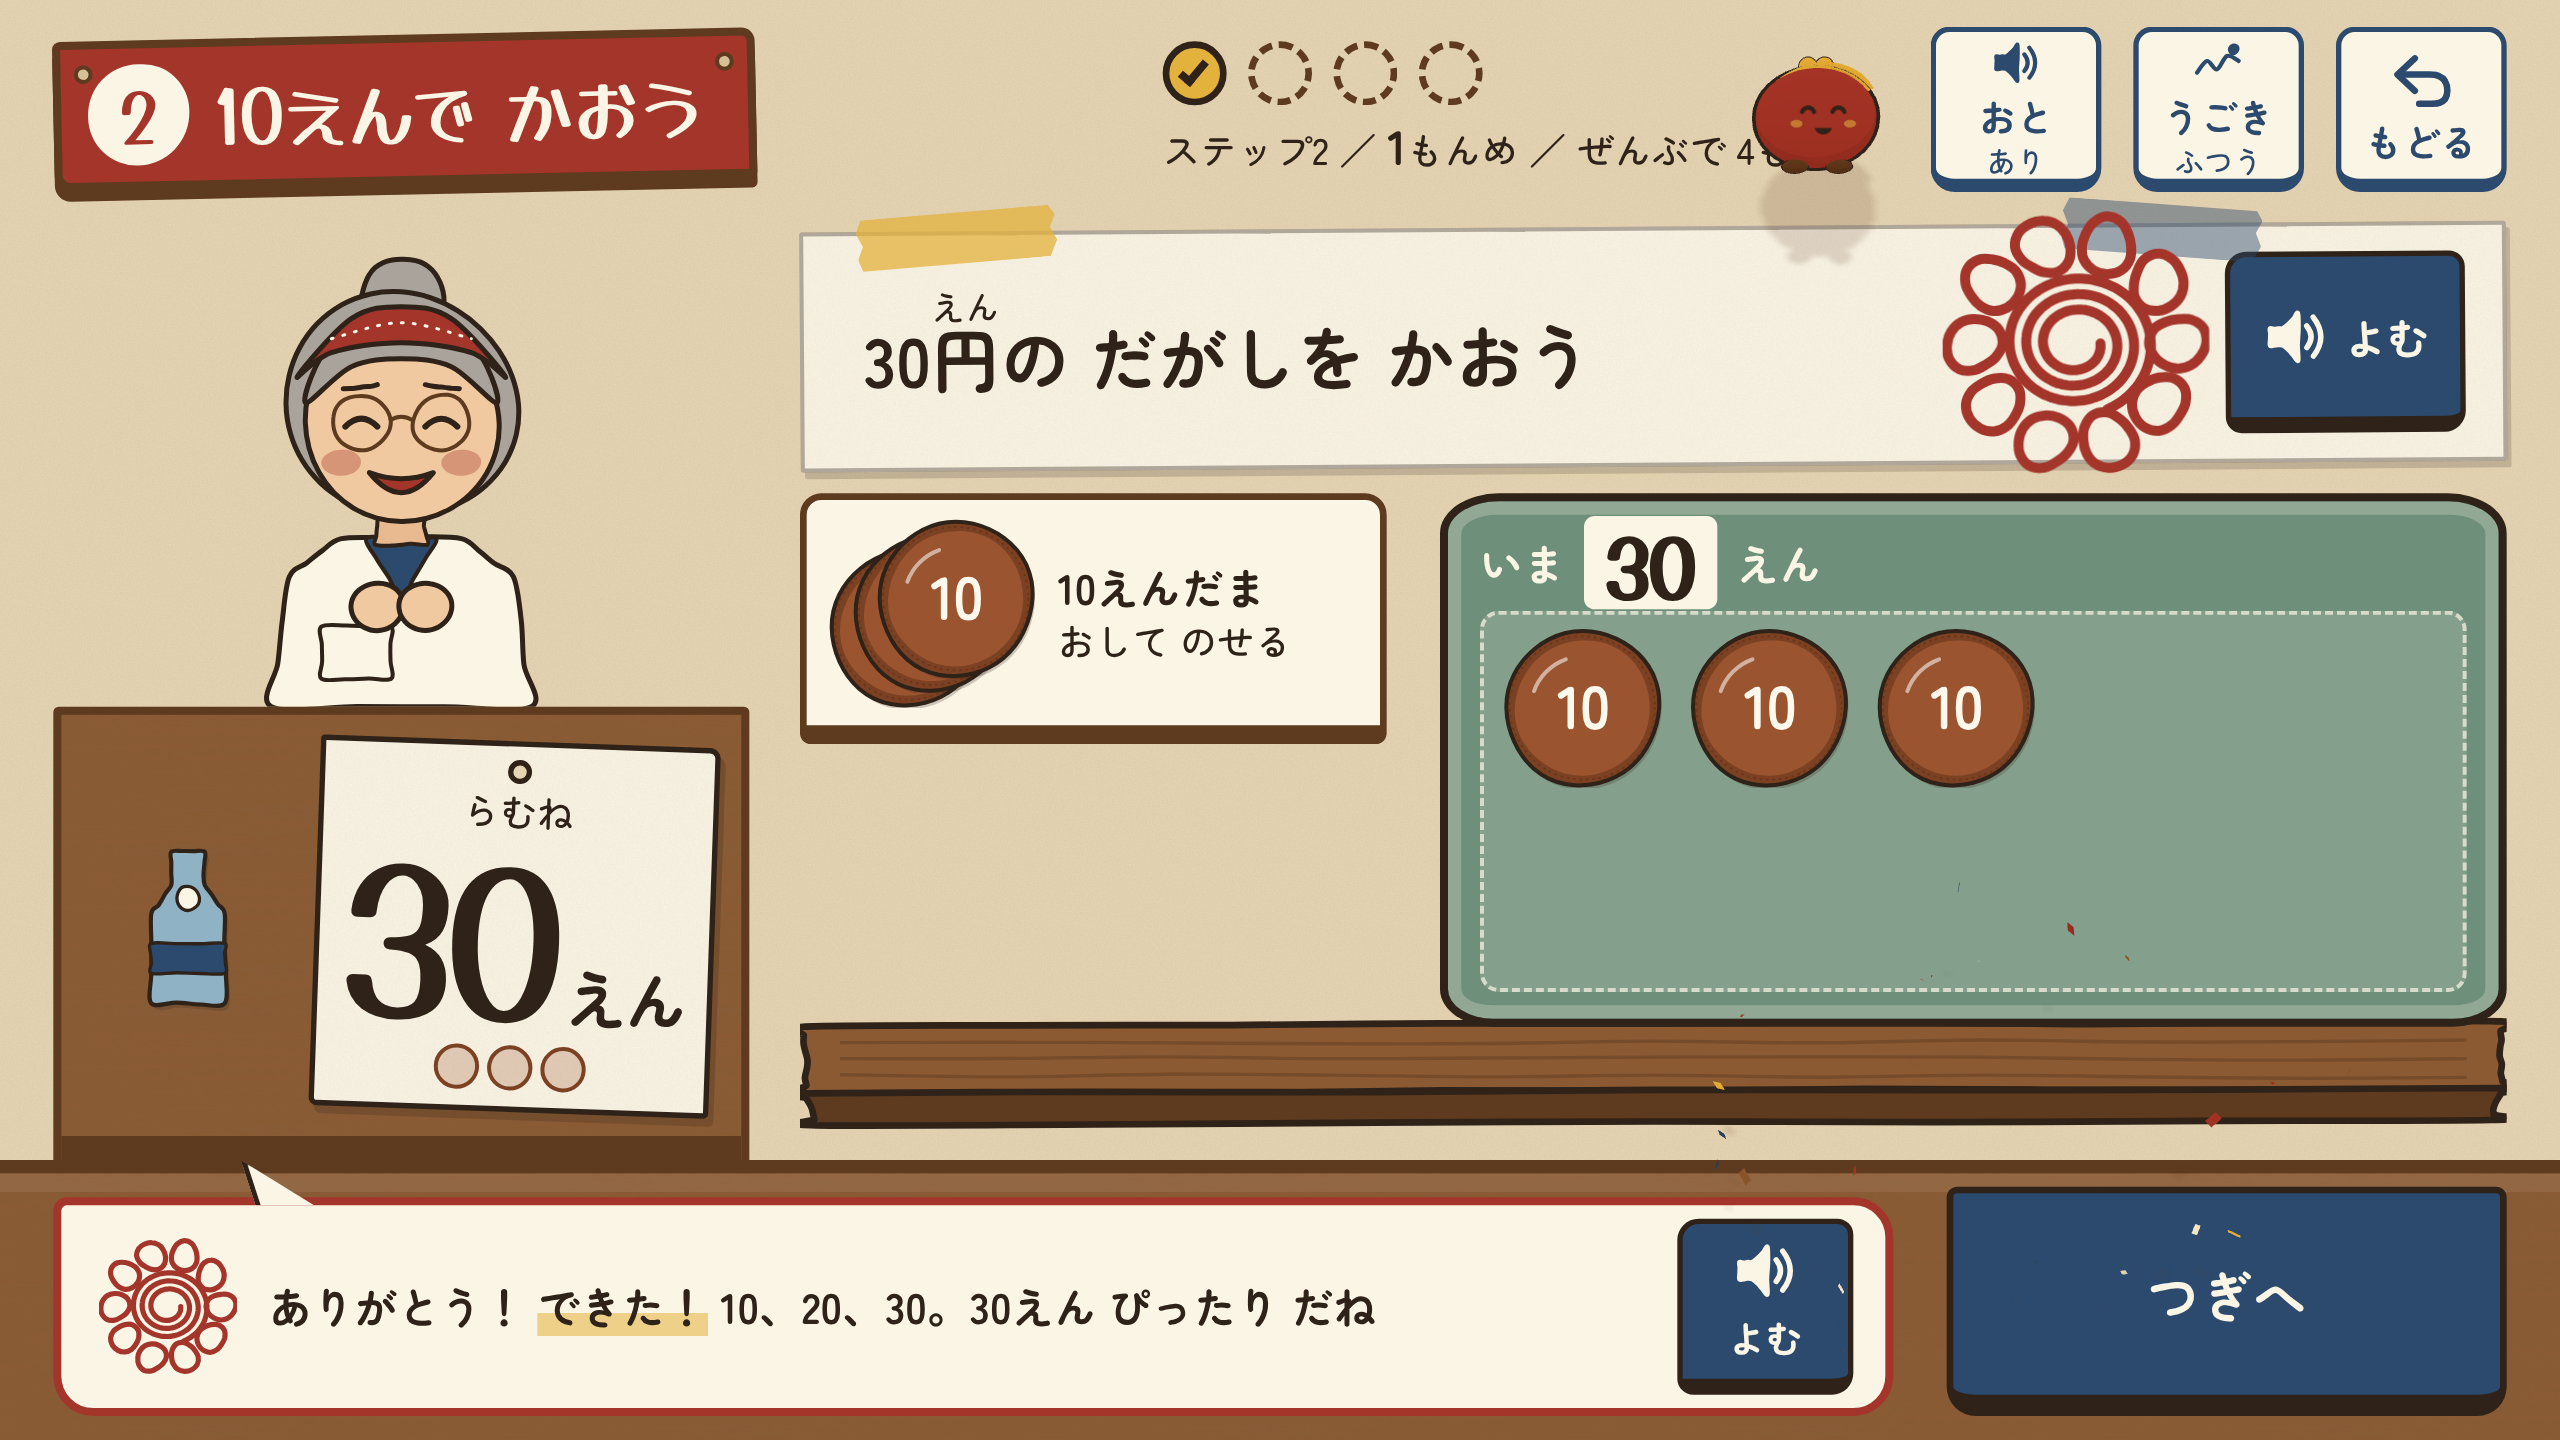 2 10えんで かおう
ステップ2 ／ 1もんめ ／ ぜんぶで 4
おと
あり
うごき
ふつう
もどる
えん
30円の だがしを かおう
よむ
10
10えんだま
おして のせる
いま 30 えん
10 10 10
らむね
30えん
ありがとう！ できた！ 10、20、30。30えん ぴったり だね
よむ
つぎへ